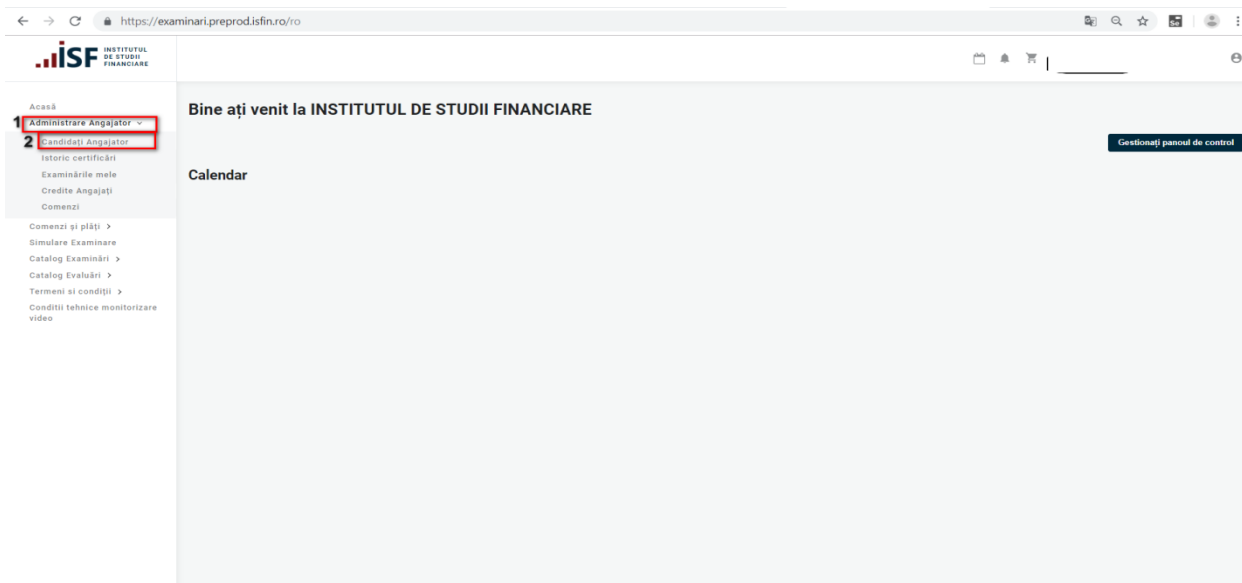 https://examinari.preprod.isfin.ro/ro
ISF INSTITUTUL
DE STUDII
FINANCIARE
Acasă
1 Administrare Angajator
2 Candidați Angajator
Istoric certificări
Examinările mele
Credite Angajați
Comenzi
Comenzi și plăți
Simulare Examinare
Catalog Examinări
Catalog Evaluări
Termeni si condiții
Conditii tehnice monitorizare
video
Bine ați venit la INSTITUTUL DE STUDII FINANCIARE
Gestionați panoul de control
Calendar